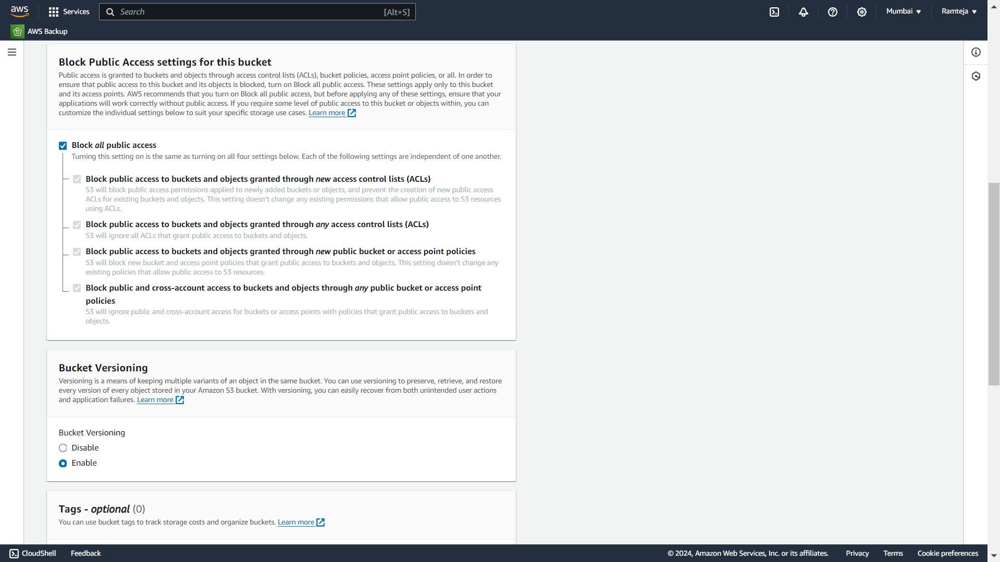 aws
Services
Search
[Alt+S]
Mumbai
Ramteja
AWS Backup
Block Public Access settings for this bucket
Public access is granted to buckets and objects through access control lists (ACLs), bucket policies, access point policies, or all. In order to
ensure that public access to this bucket and its objects is blocked, turn on Block all public access. These settings apply only to this bucket
and its access points. AWS recommends that you turn on Block all public access, but before applying any of these settings, ensure that your
applications will work correctly without public access. If you require some level of public access to this bucket or objects within, you can
customize the individual settings below to suit your specific storage use cases. Learn more
Block all public access
Turning this setting on is the same as turning on all four settings below. Each of the following settings are independent of one another.
Block public access to buckets and objects granted through new access control lists (ACLs)
S3 will block public access permissions applied to newly added buckets or objects, and prevent the creation of new public access
ACLs for existing buckets and objects. This setting doesn't change any existing permissions that allow public access to S3 resources
using ACLs.
Block public access to buckets and objects granted through any access control lists (ACLs)
S3 will ignore all ACLs that grant public access to buckets and objects.
Block public access to buckets and objects granted through new public bucket or access point policies
S3 will block new bucket and access point policies that grant public access to buckets and objects. This setting doesn't change any
existing policies that allow public access to S3 resources.
Block public and cross-account access to buckets and objects through any public bucket or access point
policies
S3 will ignore public and cross-account access for buckets or access points with policies that grant public access to buckets and
objects.
Bucket Versioning
Versioning is a means of keeping multiple variants of an object in the same bucket. You can use versioning to preserve, retrieve, and restore
every version of every object stored in your Amazon S3 bucket. With versioning, you can easily recover from both unintended user actions
and application failures. Learn more
Bucket Versioning
Disable
Enable
Tags - optional (0)
You can use bucket tags to track storage costs and organize buckets. Learn more
CloudShell
Feedback
© 2024, Amazon Web Services, Inc. or its affiliates.
Privacy
Terms
Cookie preferences